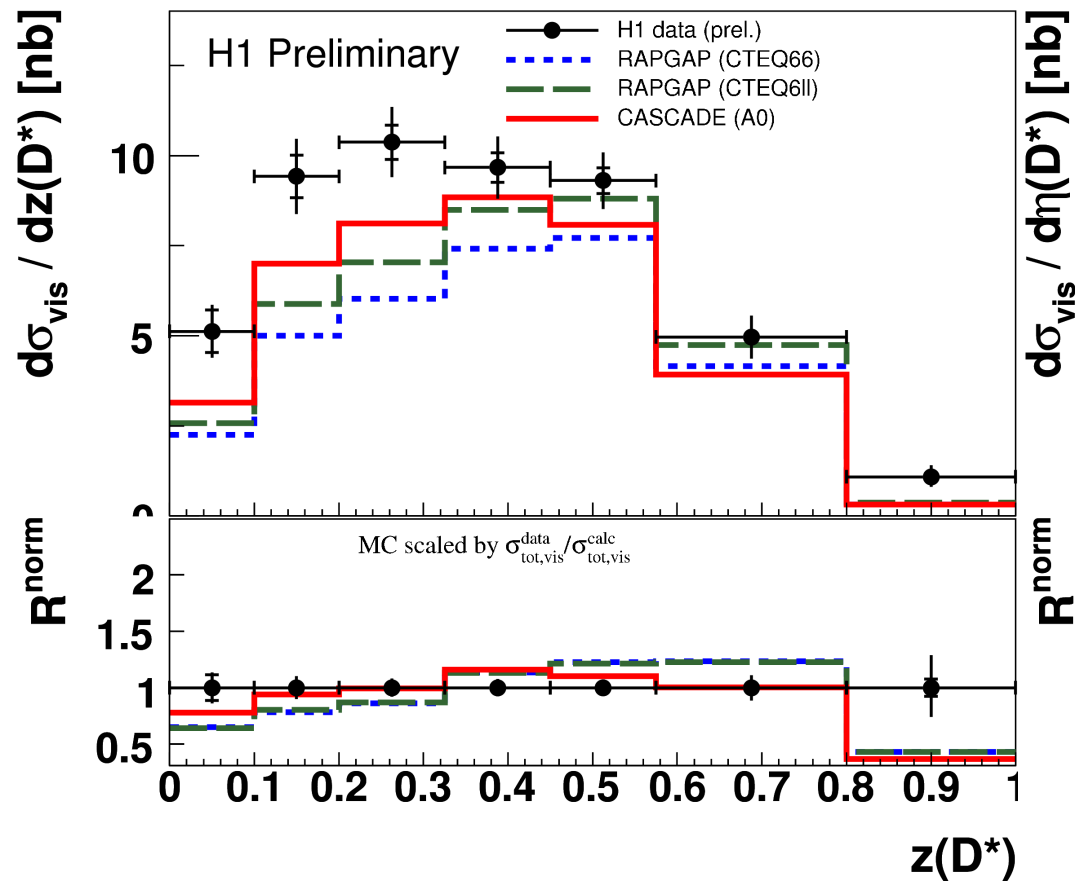 dσvis / dz(D*) [nb]
H1 Preliminary
H1 data (prel.)
RAPGAP (CTEQ66)
RAPGAP (CTEQ6ll)
CASCADE (A0)
10
5
0
dσvis / dη(D*) [nb]
Rnorm
MC scaled by σ^data_tot,vis/σ^calc_tot,vis
2
1.5
1
0.5
Rnorm
0 0.1 0.2 0.3 0.4 0.5 0.6 0.7 0.8 0.9 1
z(D*)